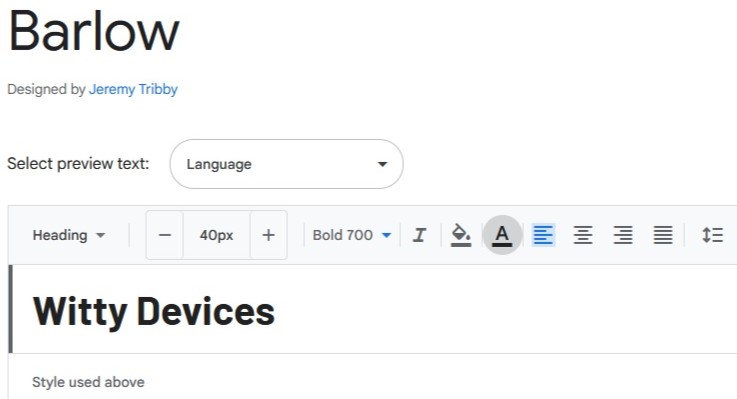 Barlow
Designed by Jeremy Tribby
Select preview text: Language
Heading − 40px + Bold 700 I A
Witty Devices
Style used above